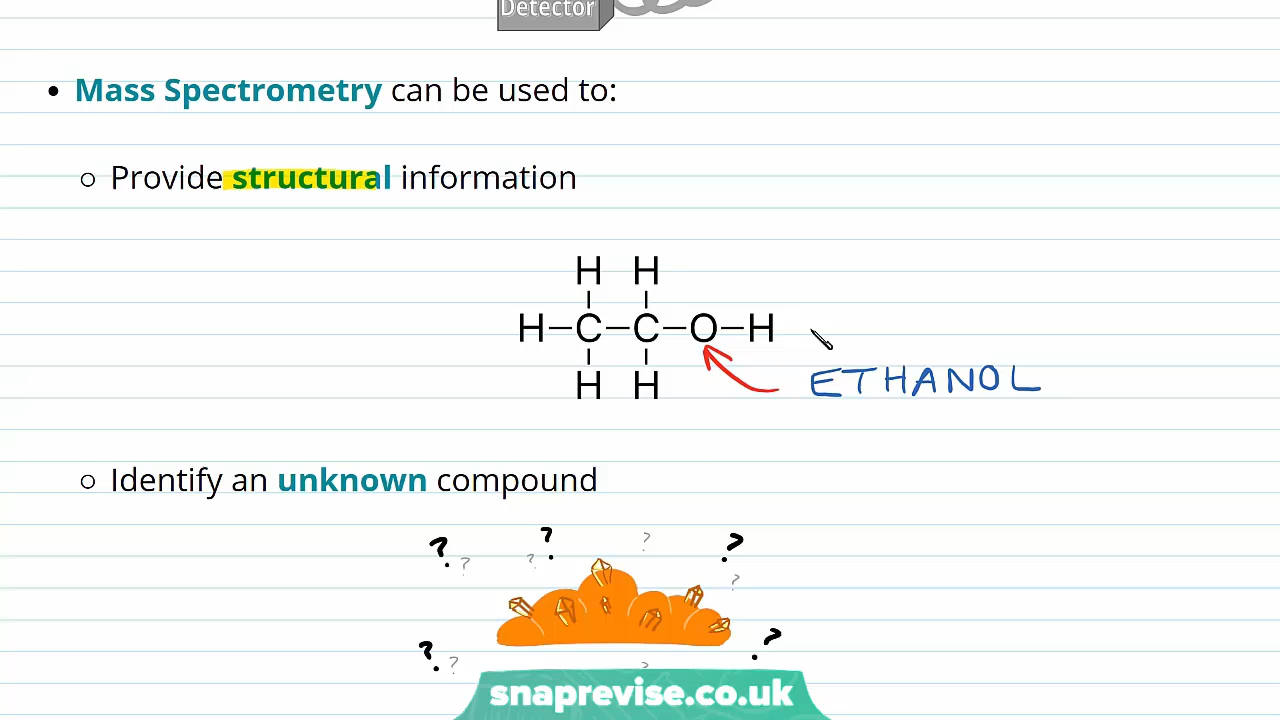 Detector
• Mass Spectrometry can be used to:
○ Provide structural information
H H
H–C–C–O–H
H H
ETHANOL
○ Identify an unknown compound
? ? ? ?
? ? ?
?
? ? ? ?
snaprevise.co.uk